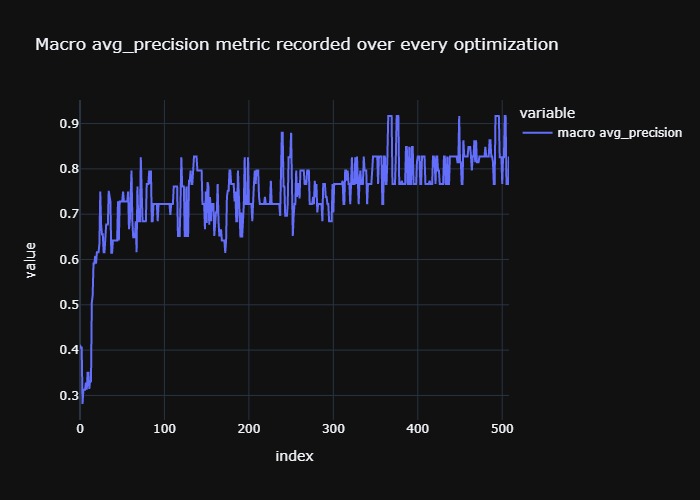 Macro avg_precision metric recorded over every optimization
variable
macro avg_precision
value
0.9
0.8
0.7
0.6
0.5
0.4
0.3
0
100
200
300
400
500
index